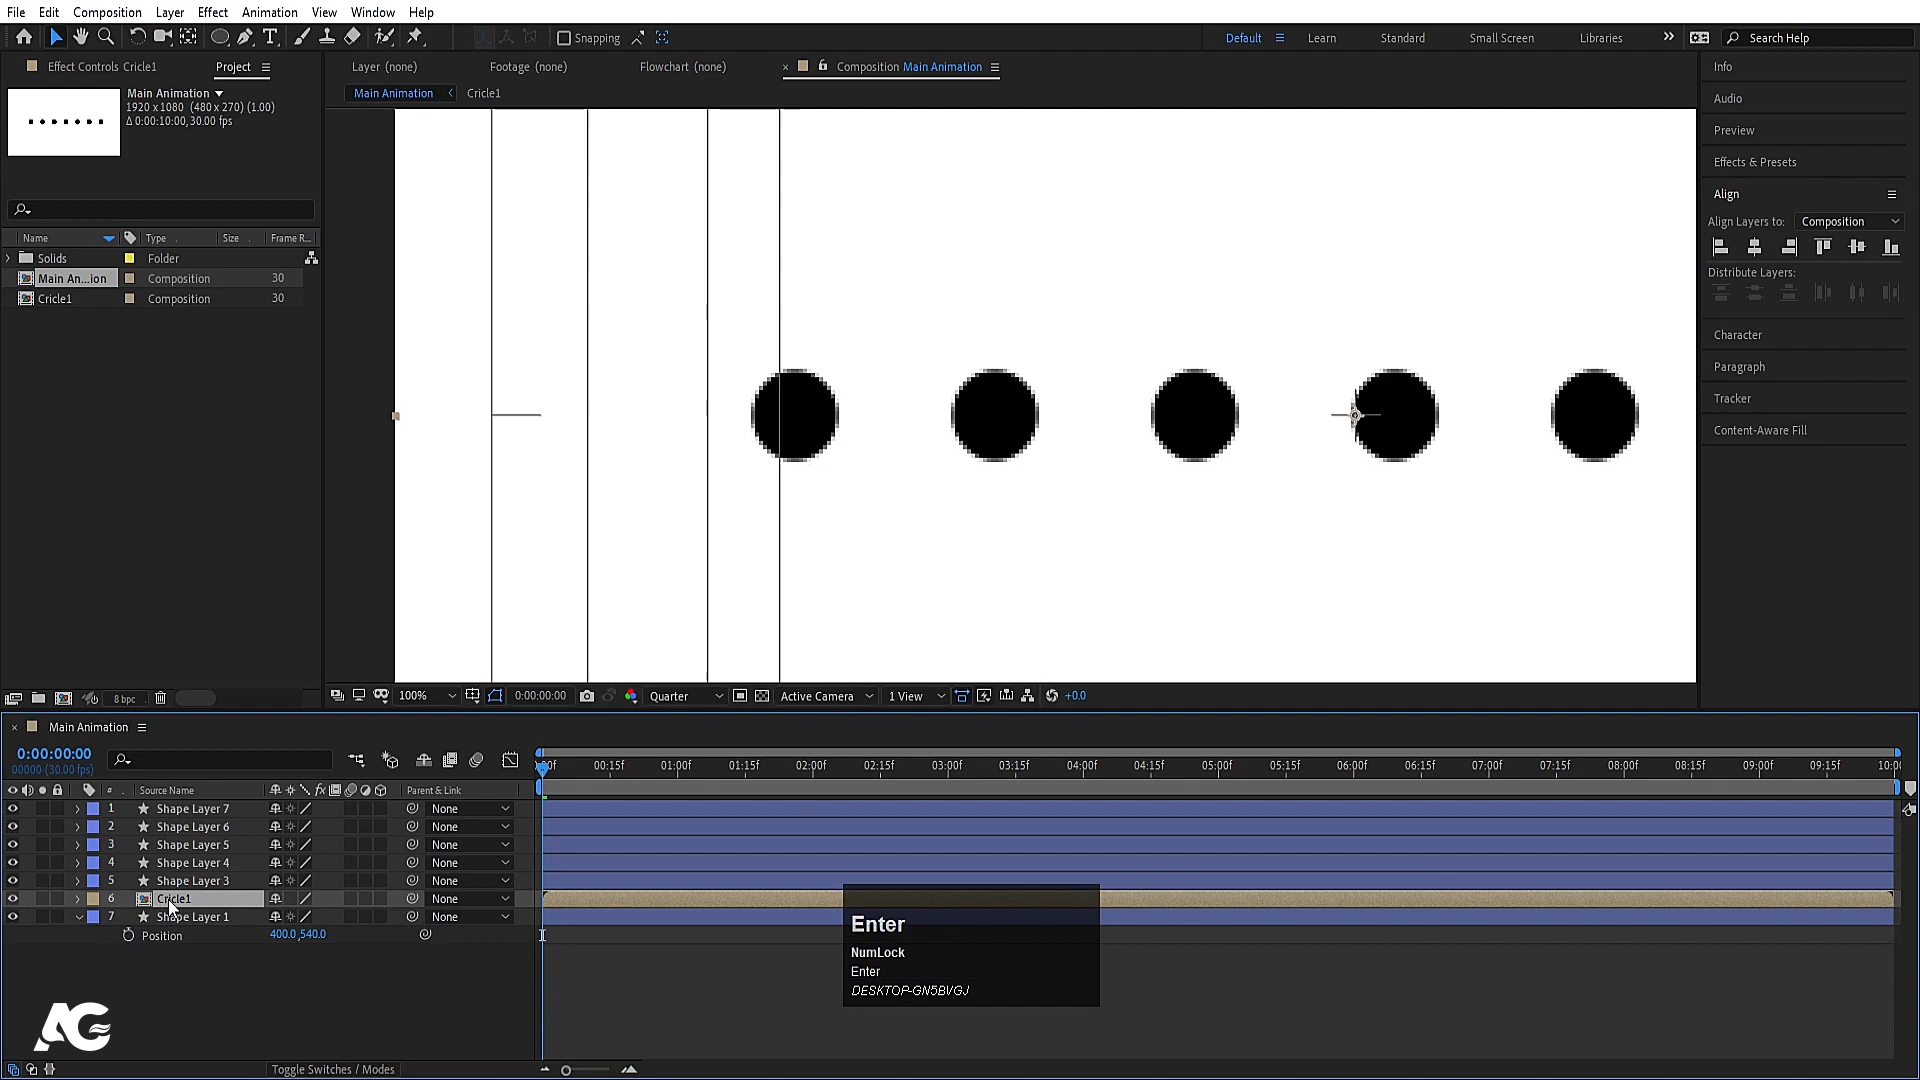 File Edit Composition Layer Effect Animation View Window Help
Snapping
Default Learn Standard Small Screen Libraries Search Help
Effect Controls Cricle1 Project
Layer (none) Footage (none) Flowchart (none) Composition Main Animation
Main Animation Cricle1
Main Animation
1920 x 1080 (480 x 270) (1.00)
Δ 0:00:10:00, 30.00 fps
Name Type Size Frame R...
Solids Folder
Main An...ion Composition 30
Cricle1 Composition 30
8 bpc
Info
Audio
Preview
Effects & Presets
Align
Align Layers to: Composition
Distribute Layers:
Character
Paragraph
Tracker
Content-Aware Fill
100% 0:00:00:00 Quarter Active Camera 1 View +0.0
Main Animation
0:00:00:00
00000 (30.00 fps)
00:15f 01:00f 01:15f 02:00f 02:15f 03:00f 03:15f 04:00f 04:15f 05:00f 05:15f 06:00f 06:15f 07:00f 07:15f 08:00f 08:15f 09:00f 09:15f 10:00
# Source Name fx Parent & Link
1 Shape Layer 7 None
2 Shape Layer 6 None
3 Shape Layer 5 None
4 Shape Layer 4 None
5 Shape Layer 3 None
6 Cricle1 None
7 Shape Layer 1 None
Position 400.0,540.0
Enter
NumLock
Enter
DESKTOP-GN5BVGJ
AG
Toggle Switches / Modes